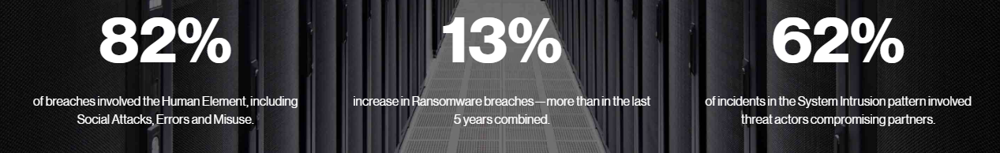 82%
of breaches involved the Human Element, including
Social Attacks, Errors and Misuse.
13%
increase in Ransomware breaches—more than in the last
5 years combined.
62%
of incidents in the System Intrusion pattern involved
threat actors compromising partners.